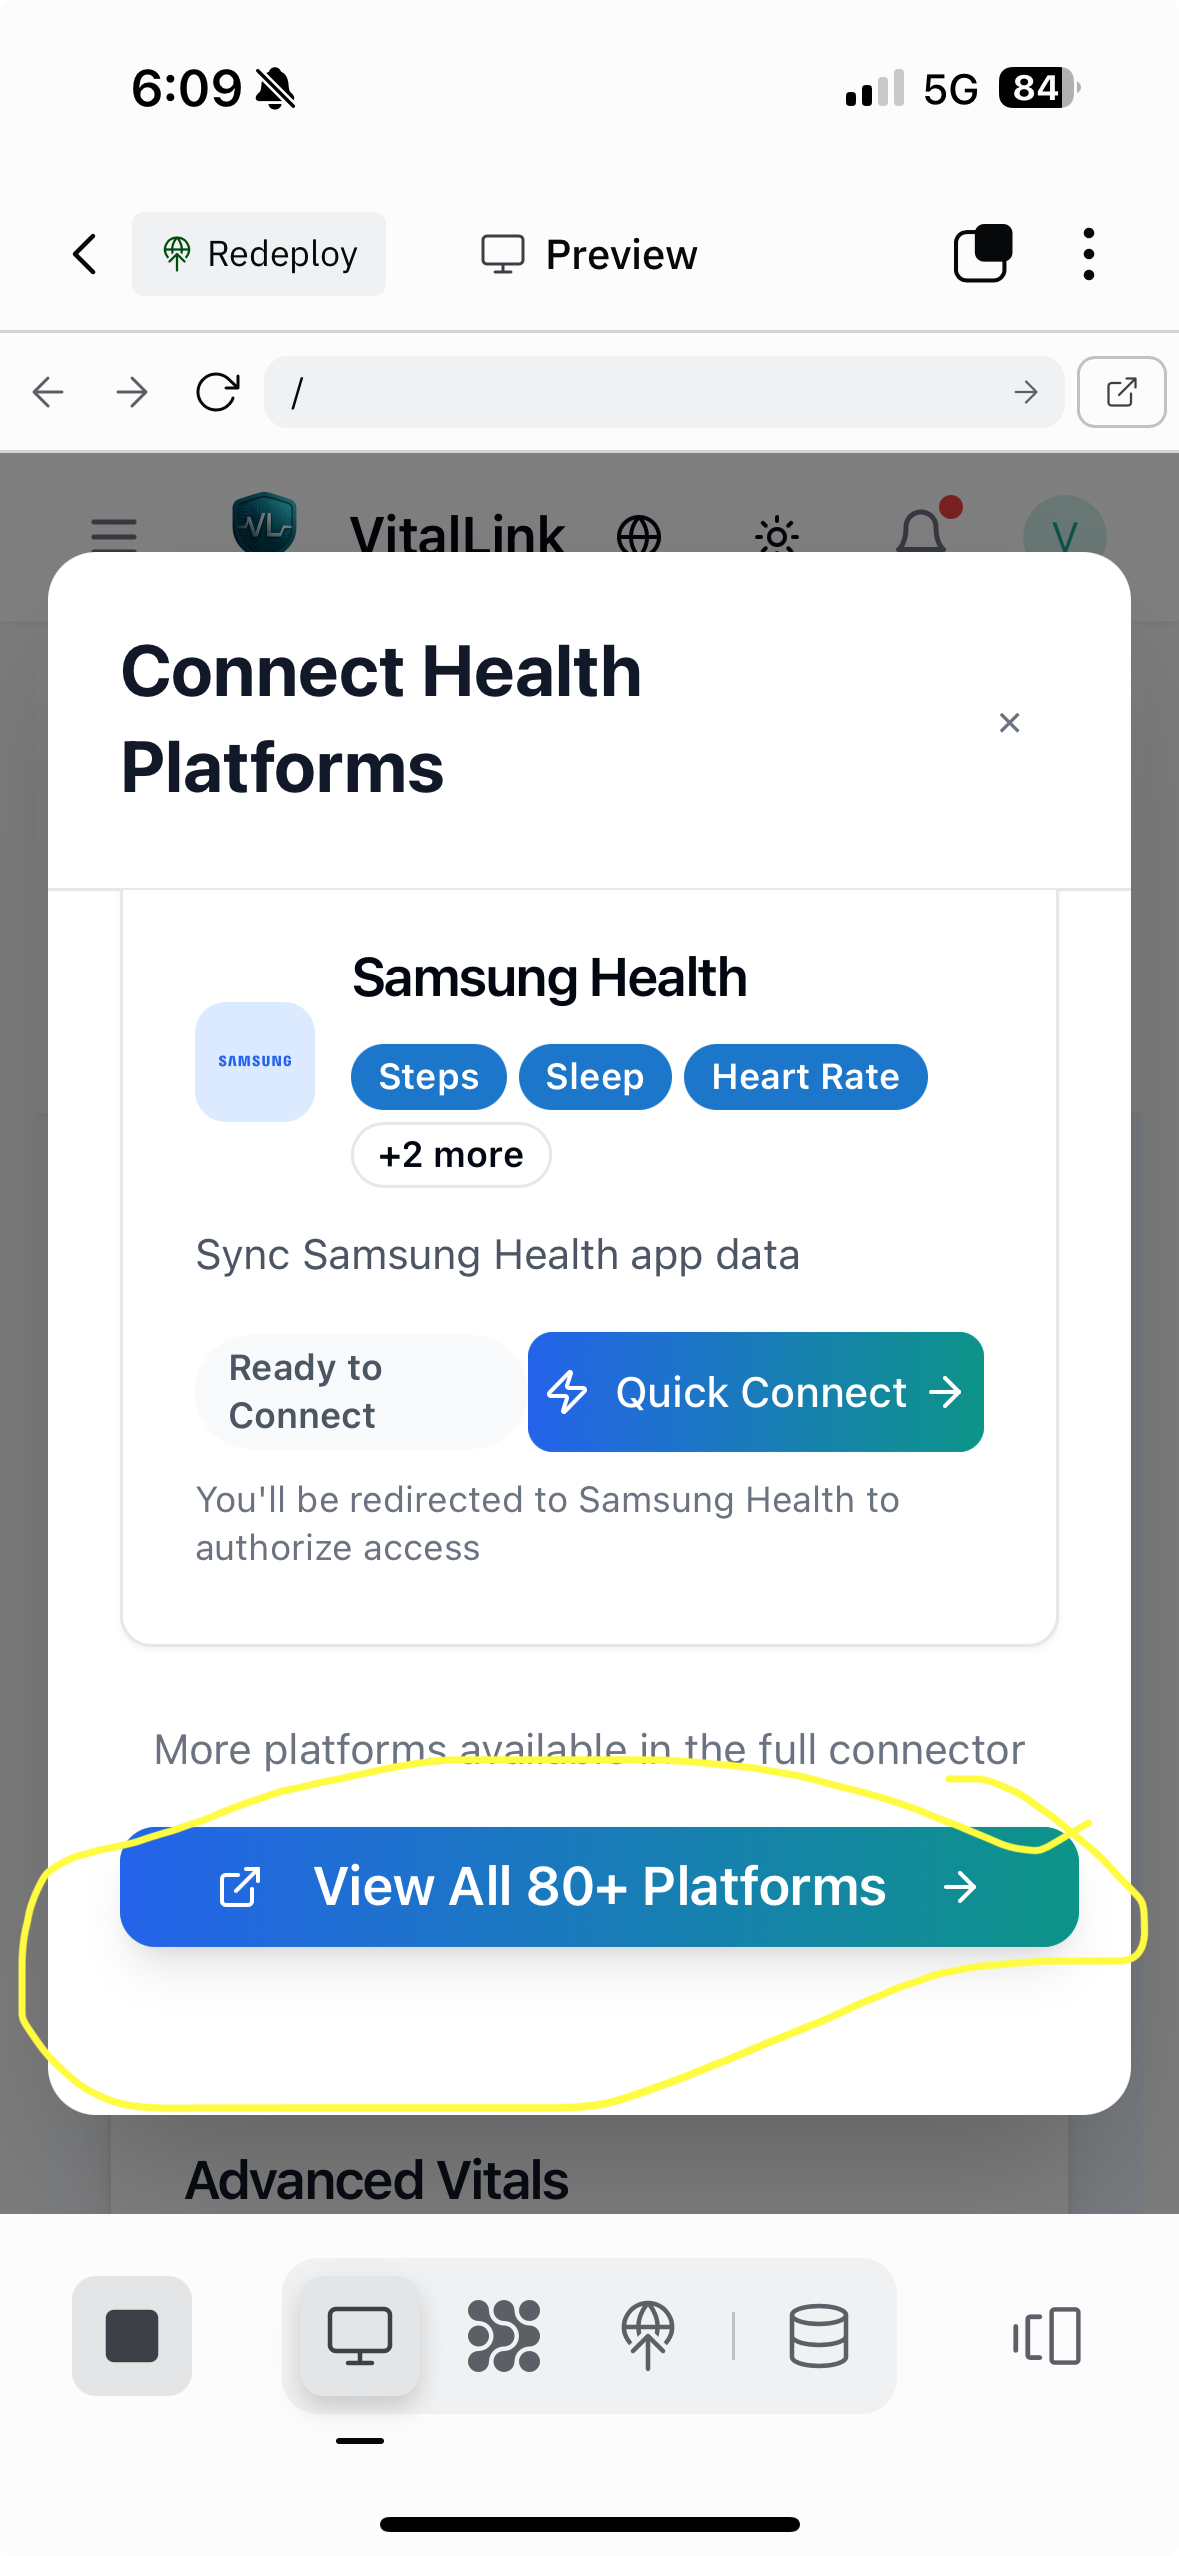 6:09
5G 84
Redeploy
Preview
/
VitalLink
V
Connect Health
Platforms
×
Samsung Health
SAMSUNG
Steps Sleep Heart Rate
+2 more
Sync Samsung Health app data
Ready to
Connect
Quick Connect
You'll be redirected to Samsung Health to
authorize access
More platforms available in the full connector
View All 80+ Platforms
Advanced Vitals